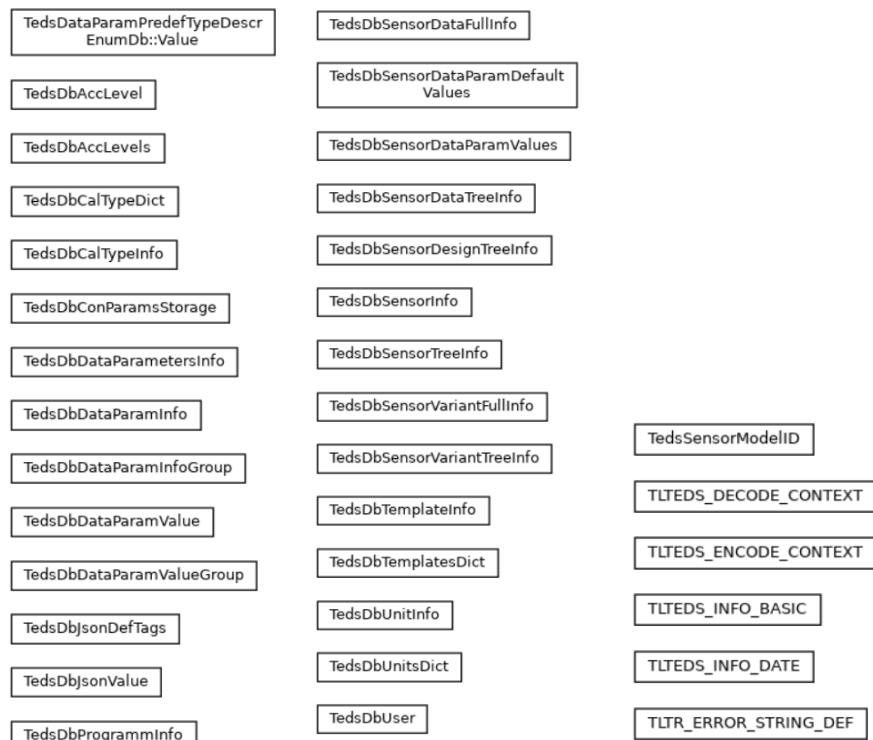 TedsDataParamPredefTypeDescr
EnumDb::Value
TedsDbAccLevel
TedsDbAccLevels
TedsDbCalTypeDict
TedsDbCalTypeInfo
TedsDbConParamsStorage
TedsDbDataParametersInfo
TedsDbDataParamInfo
TedsDbDataParamInfoGroup
TedsDbDataParamValue
TedsDbDataParamValueGroup
TedsDbJsonDefTags
TedsDbJsonValue
TedsDbProgrammInfo
TedsDbSensorDataFullInfo
TedsDbSensorDataParamDefault
Values
TedsDbSensorDataParamValues
TedsDbSensorDataTreeInfo
TedsDbSensorDesignTreeInfo
TedsDbSensorInfo
TedsDbSensorTreeInfo
TedsDbSensorVariantFullInfo
TedsDbSensorVariantTreeInfo
TedsDbTemplateInfo
TedsDbTemplatesDict
TedsDbUnitInfo
TedsDbUnitsDict
TedsDbUser
TedsSensorModelID
TLTEDS_DECODE_CONTEXT
TLTEDS_ENCODE_CONTEXT
TLTEDS_INFO_BASIC
TLTEDS_INFO_DATE
TLTR_ERROR_STRING_DEF